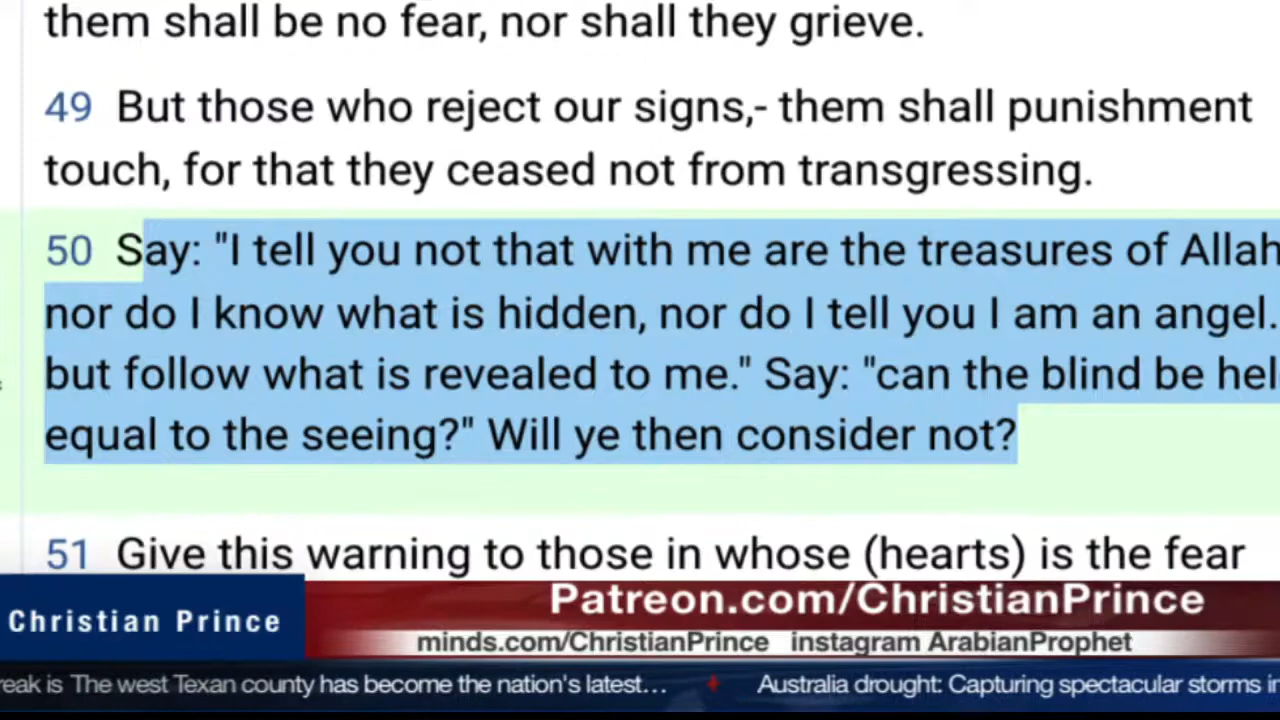 them shall be no fear, nor shall they grieve.
49 But those who reject our signs,- them shall punishment
touch, for that they ceased not from transgressing.
50 Say: "I tell you not that with me are the treasures of Allah
nor do I know what is hidden, nor do I tell you I am an angel.
but follow what is revealed to me." Say: "can the blind be
equal to the seeing?" Will ye then consider not?
51 Give this warning to those in whose (hearts) is the fear
Christian Prince
Patreon.com/ChristianPrince
minds.com/ChristianPrince instagram ArabianProphet
is The west Texan county has become the nation's latest... Australia drought: Capturing spectacular storms